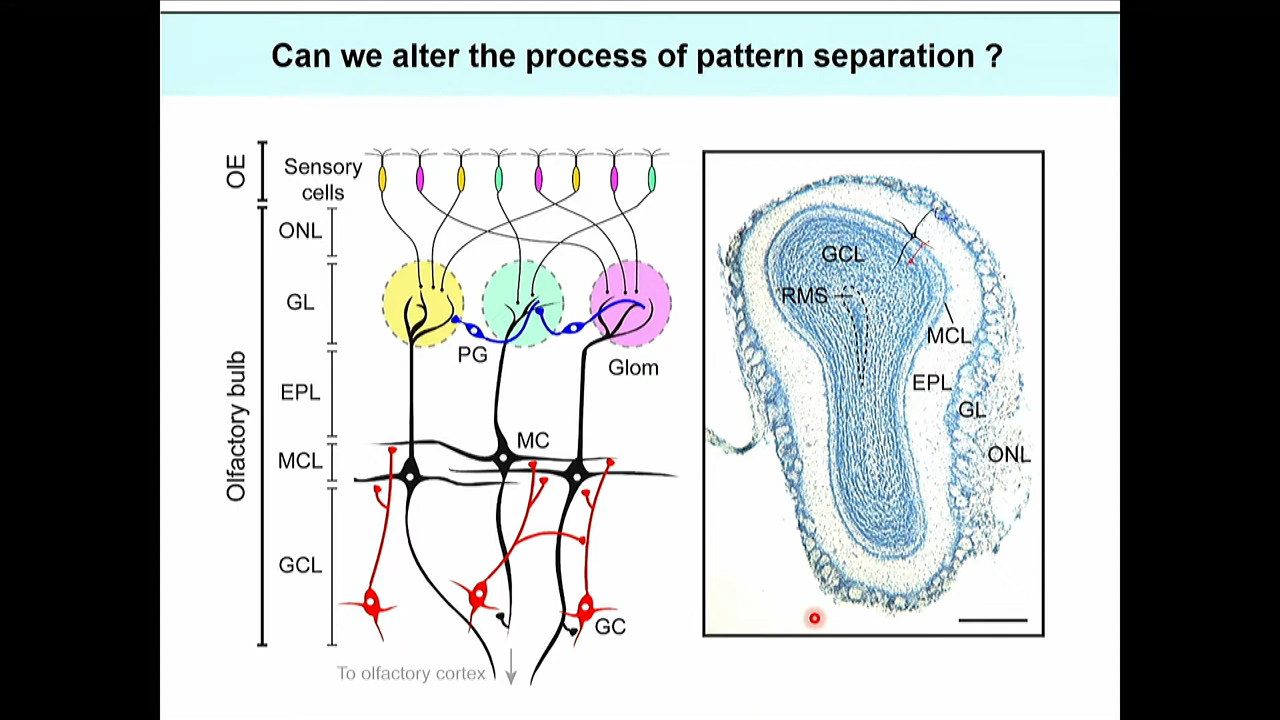 Can we alter the process of pattern separation ?
OE
Sensory
cells
ONL
GL
PG
Glom
EPL
Olfactory bulb
MC
MCL
GCL
GC
To olfactory cortex
GCL
RMS
MCL
EPL
GL
ONL